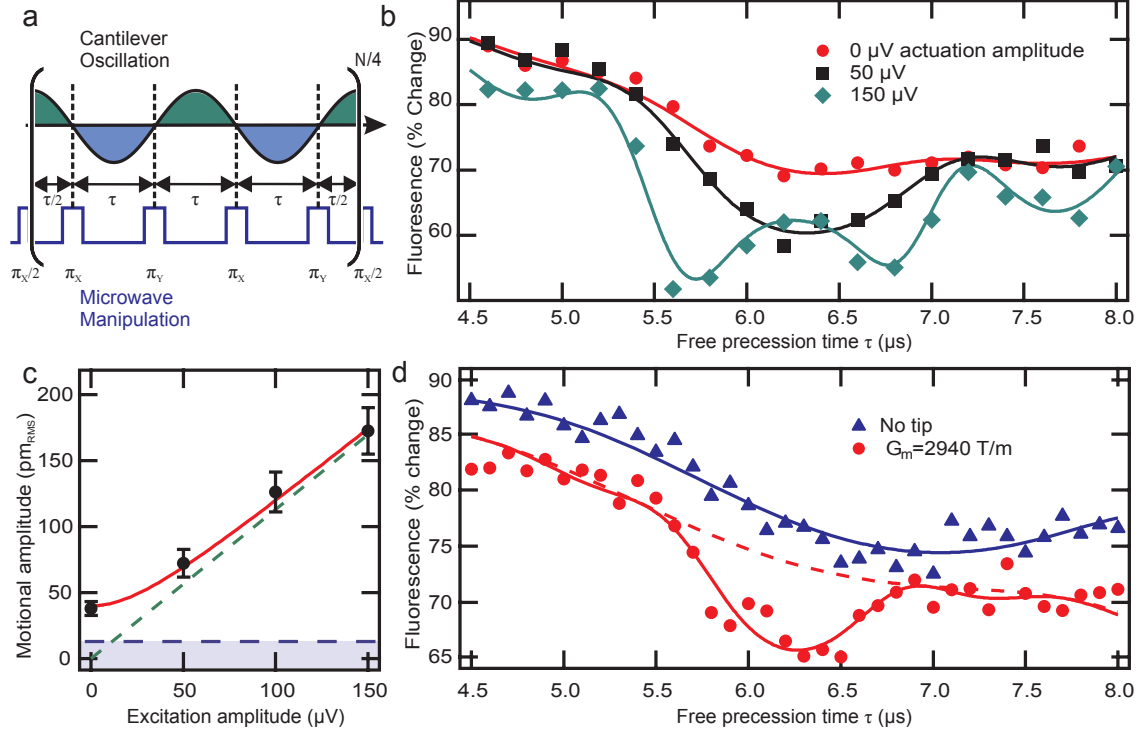 a
Cantilever
Oscillation
N/4
τ/2 τ τ τ τ/2
πX/2 πX πY πX πY πX/2
Microwave
Manipulation
b
Fluorescence (% Change)
90
80
70
60
● 0 µV actuation amplitude
■ 50 µV
◆ 150 µV
4.5 5.0 5.5 6.0 6.5 7.0 7.5 8.0
Free precession time τ (µs)
c
Motional amplitude (pmRMS)
200
150
100
50
0
0 50 100 150
Excitation amplitude (µV)
d
Fluorescence (% change)
90
85
80
75
70
65
▲ No tip
● Gm=2940 T/m
4.5 5.0 5.5 6.0 6.5 7.0 7.5 8.0
Free precession time τ (µs)